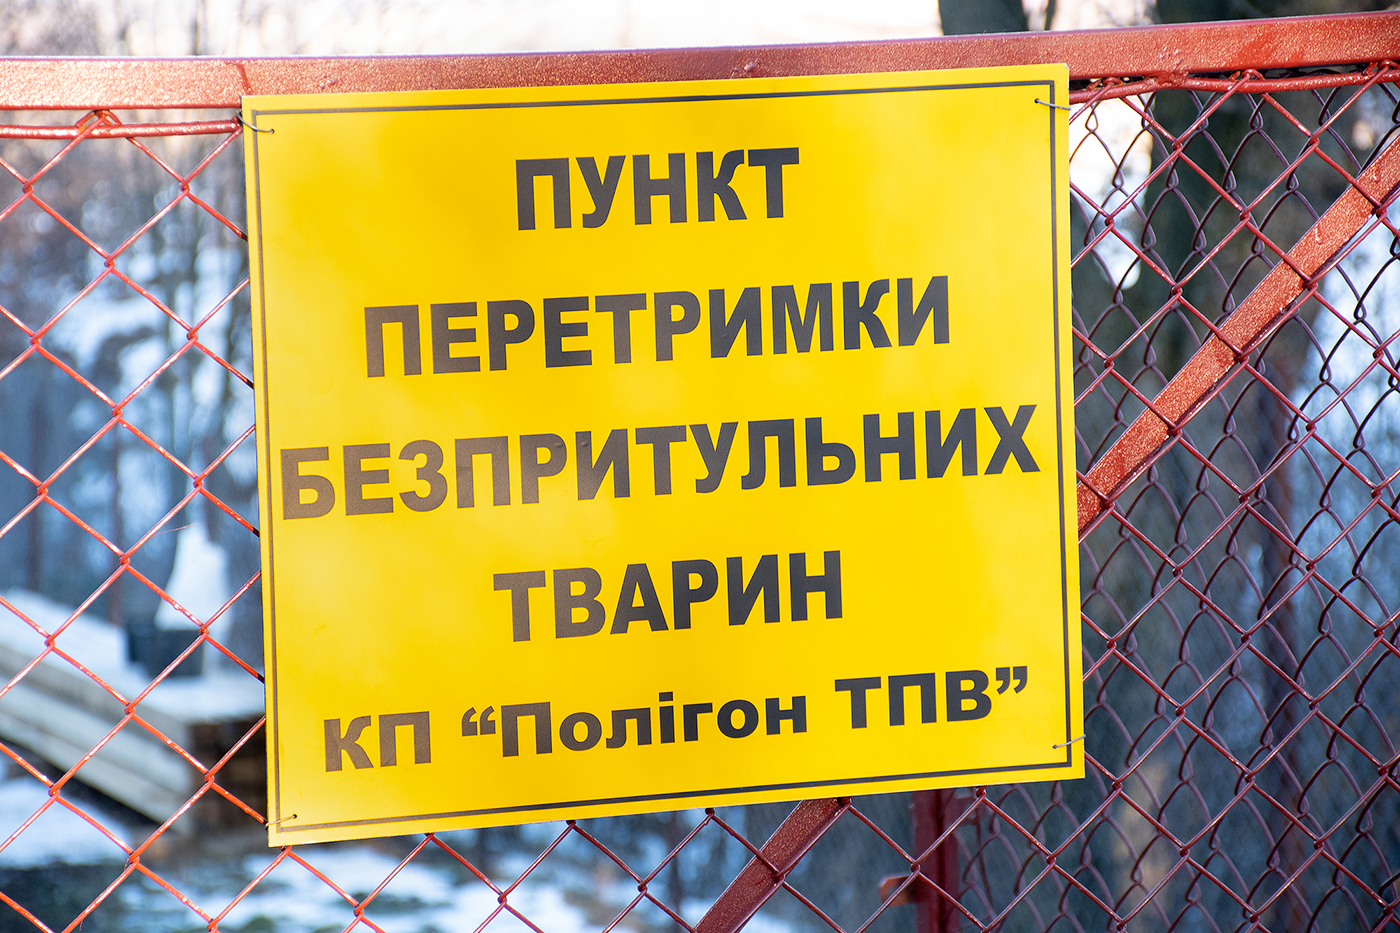 ПУНКТ
ПЕРЕТРИМКИ
БЕЗПРИТУЛЬНИХ
ТВАРИН
КП “Полігон ТПВ”